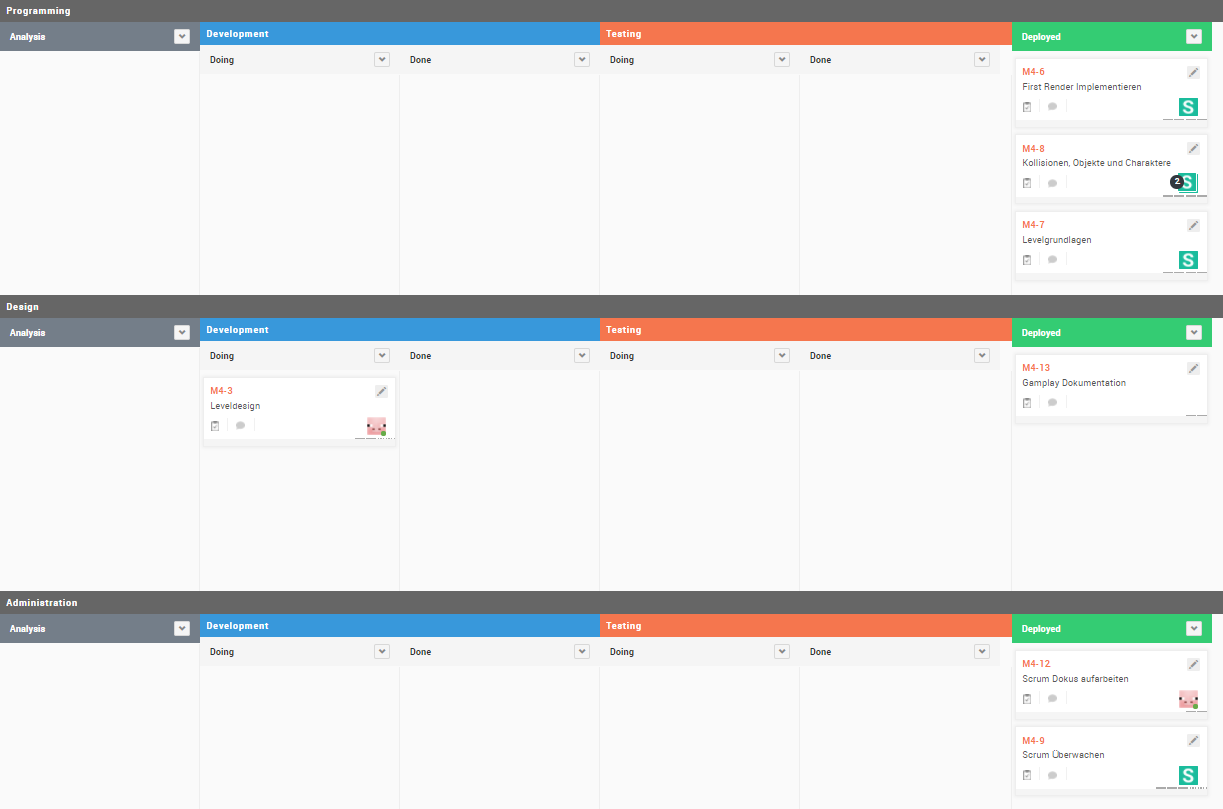 Programming
Analysis
Development
Testing
Deployed
Doing
Done
Doing
Done
M4-6
First Render Implementieren
S
M4-8
Kollisionen, Objekte und Charaktere
2
S
M4-7
Levelgrundlagen
S
Design
Analysis
Development
Testing
Deployed
Doing
Done
Doing
Done
M4-3
Leveldesign
M4-13
Gamplay Dokumentation
Administration
Analysis
Development
Testing
Deployed
Doing
Done
Doing
Done
M4-12
Scrum Dokus aufarbeiten
M4-9
Scrum Überwachen
S